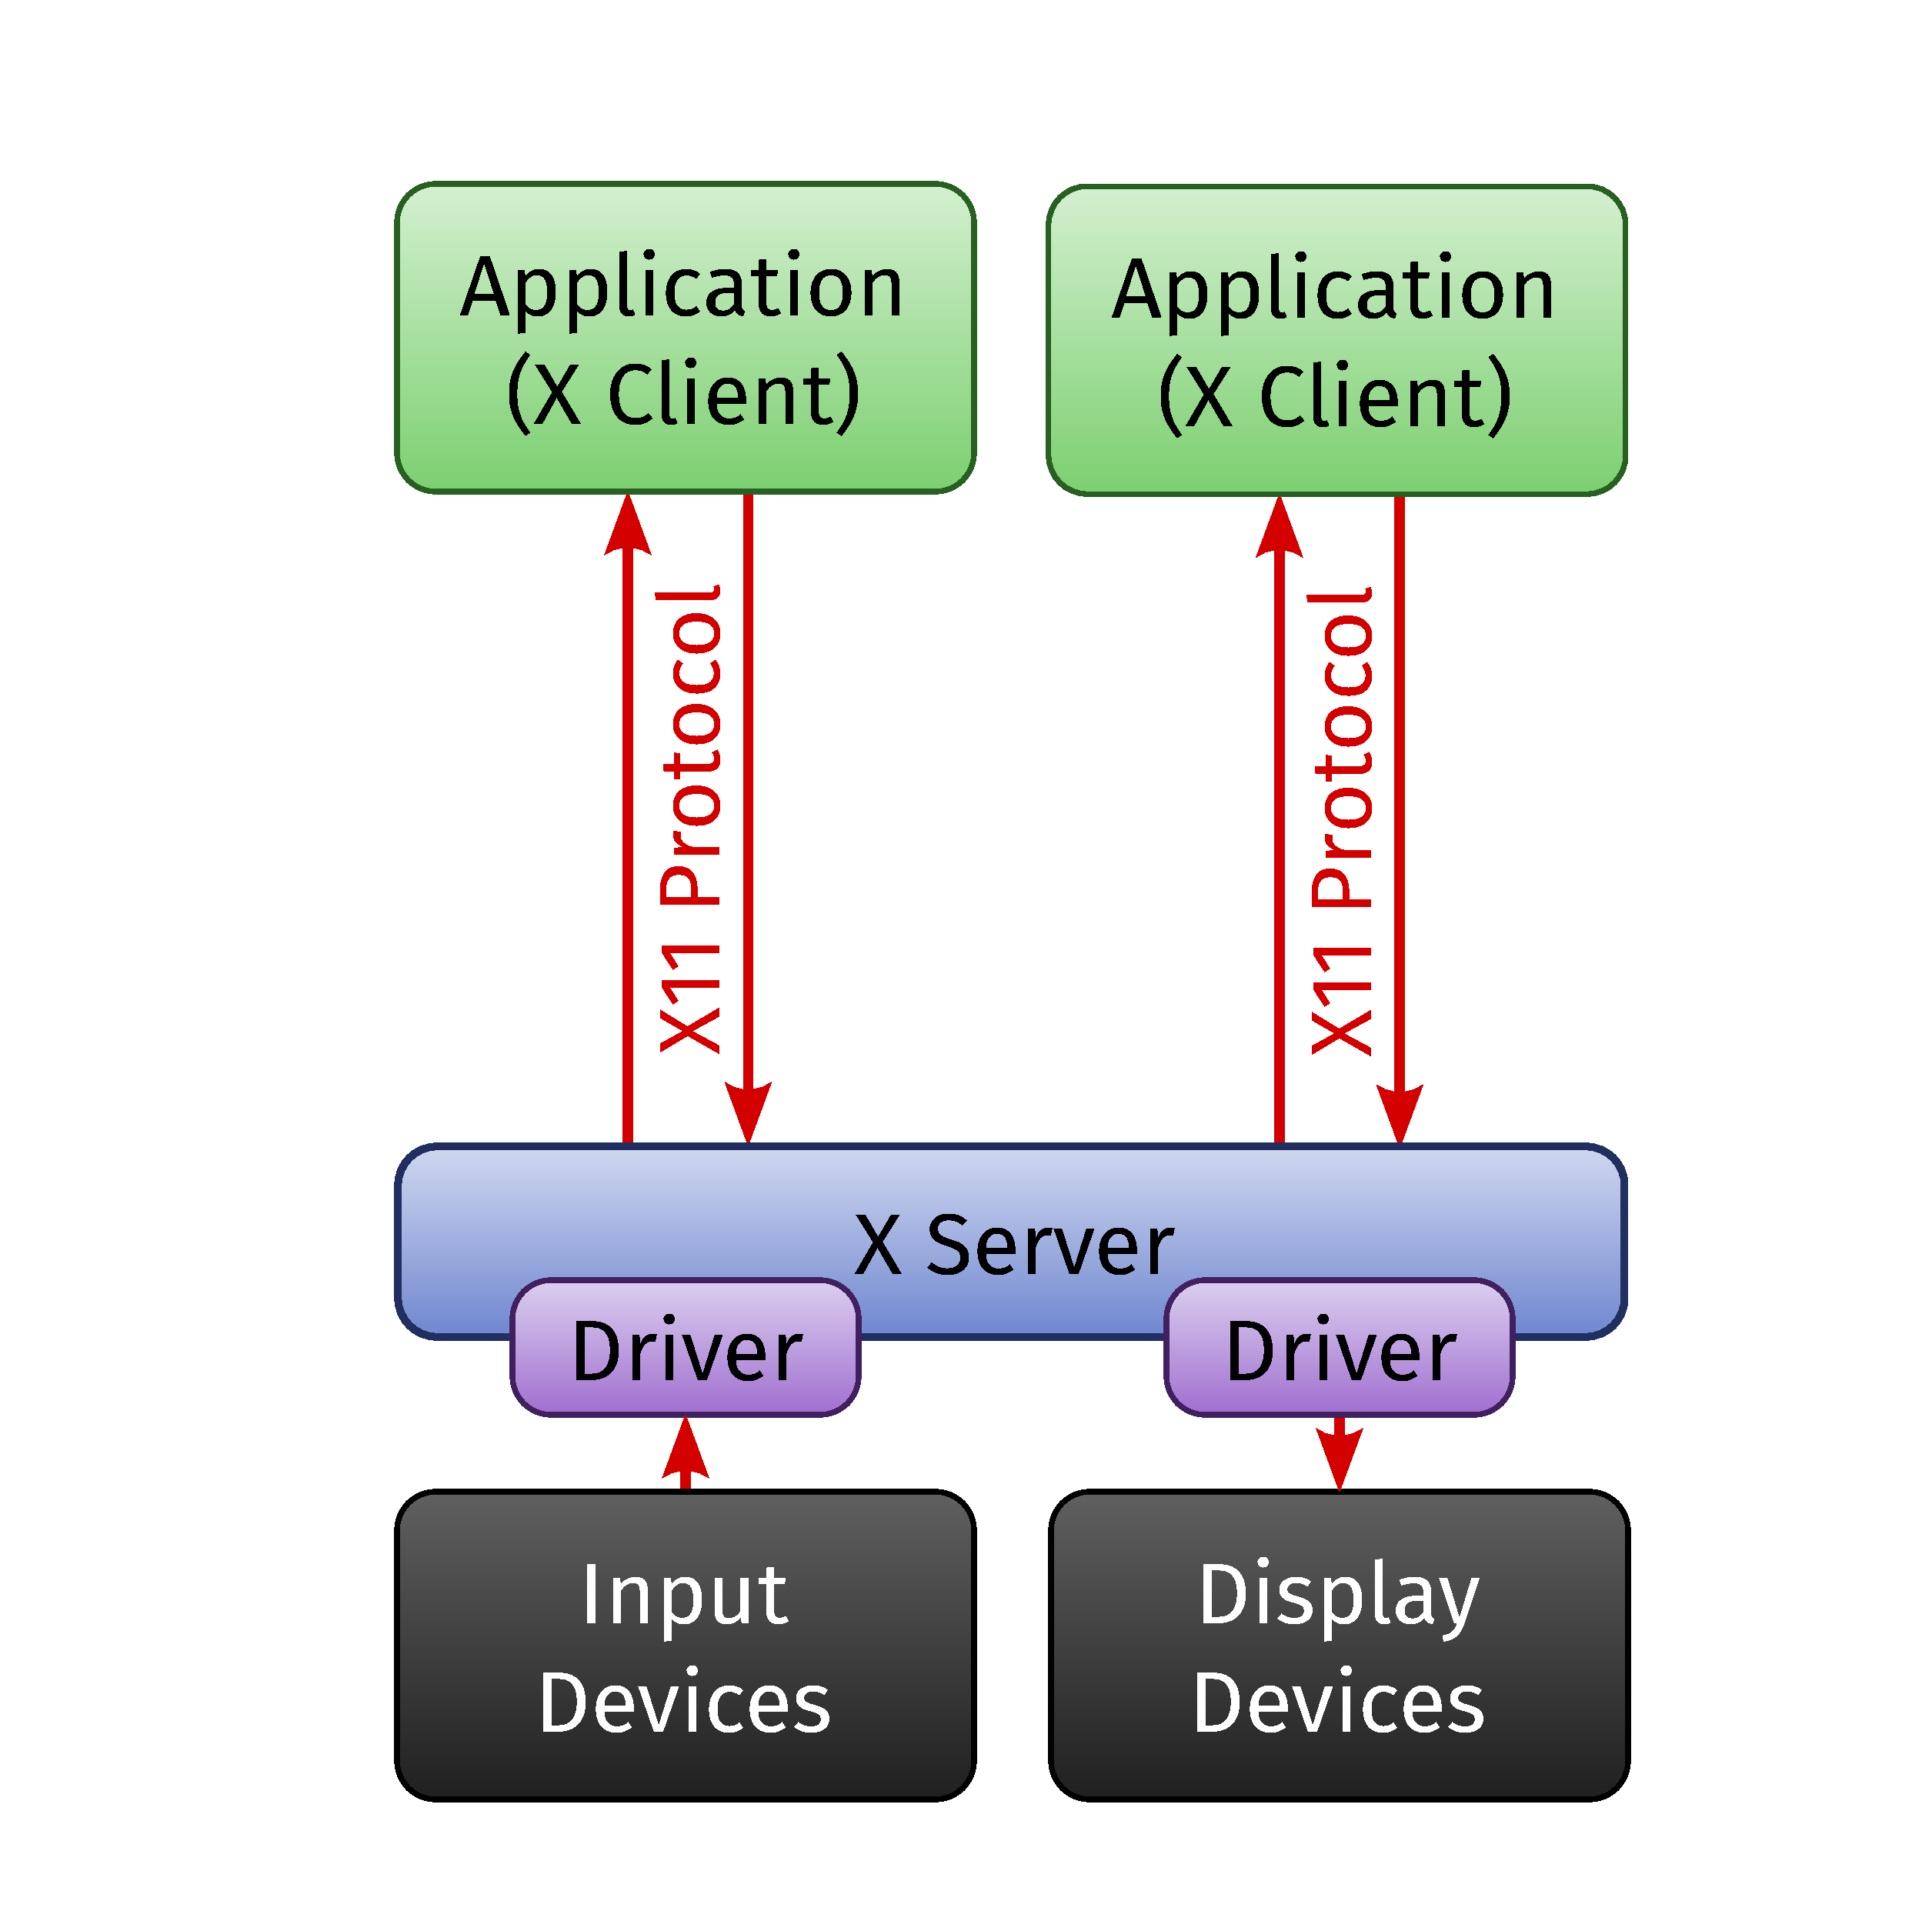 Application
(X Client)
Application
(X Client)
X11 Protocol
X11 Protocol
X Server
Driver
Driver
Input
Devices
Display
Devices